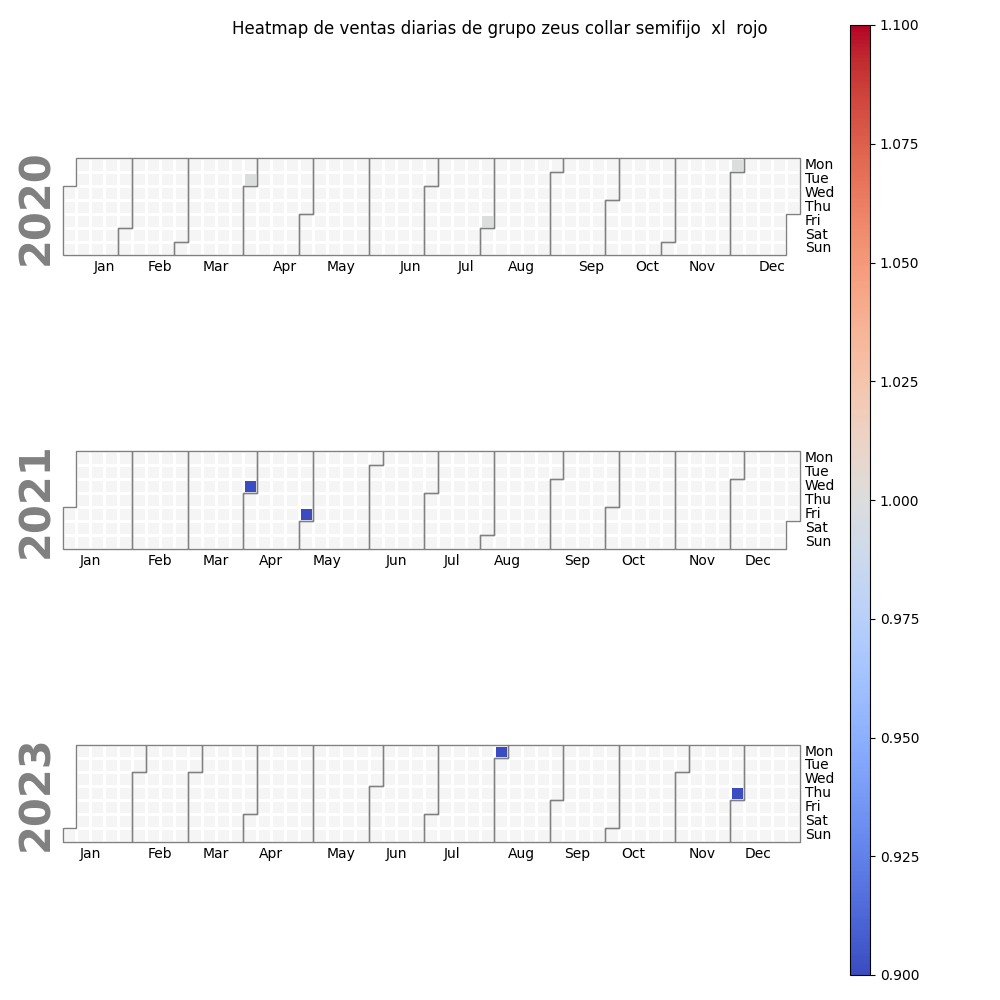 Heatmap de ventas diarias de grupo zeus collar semifijo  xl  rojo
2020
Mon
Tue
Wed
Thu
Fri
Sat
Sun
Jan Feb Mar Apr May Jun Jul Aug Sep Oct Nov Dec
2021
Mon
Tue
Wed
Thu
Fri
Sat
Sun
Jan Feb Mar Apr May Jun Jul Aug Sep Oct Nov Dec
2023
Mon
Tue
Wed
Thu
Fri
Sat
Sun
Jan Feb Mar Apr May Jun Jul Aug Sep Oct Nov Dec
1.100
1.075
1.050
1.025
1.000
0.975
0.950
0.925
0.900